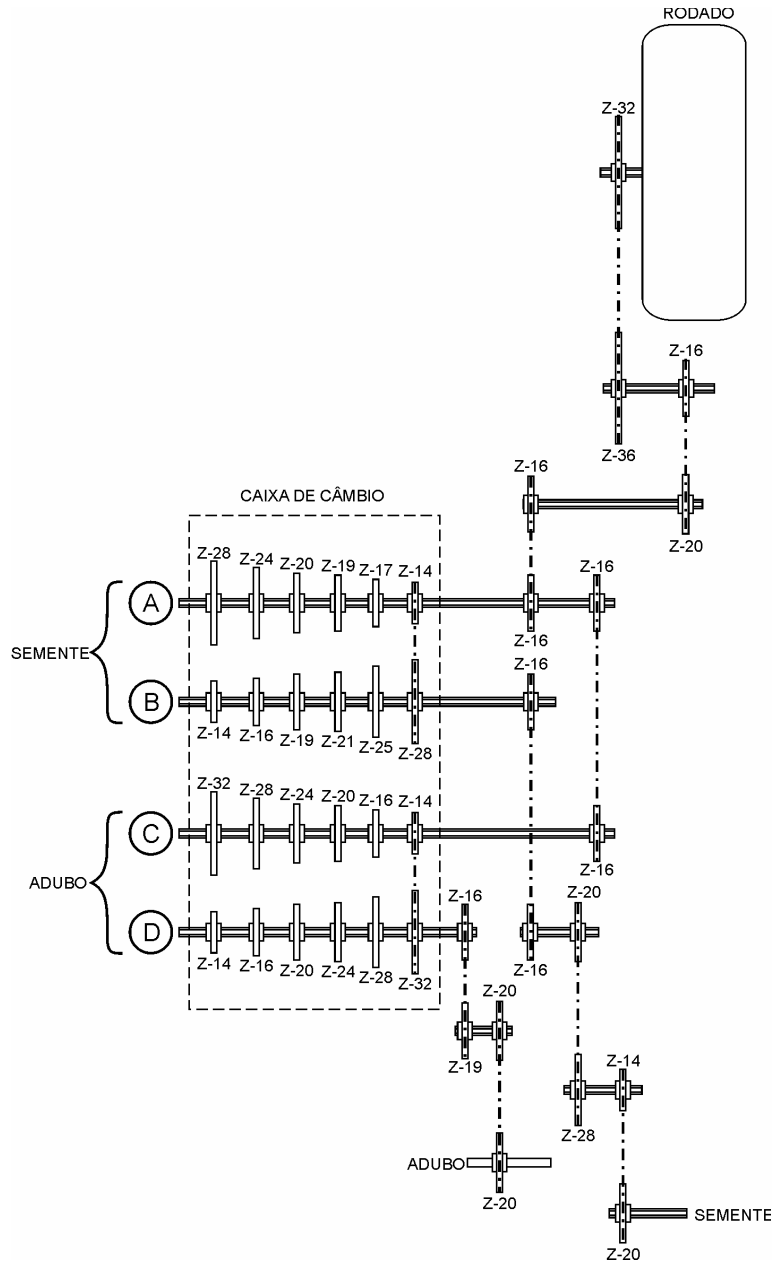 RODADO
Z-32
Z-16
Z-36
Z-16
Z-20
CAIXA DE CÂMBIO
Z-28 Z-24 Z-20 Z-19 Z-17 Z-14 Z-16
A
Z-16
SEMENTE
Z-16
B
Z-14 Z-16 Z-19 Z-21 Z-25 Z-28
Z-32 Z-28 Z-24 Z-20 Z-16 Z-14
C
Z-16
ADUBO
Z-16 Z-20
D
Z-14 Z-16 Z-20 Z-24 Z-28 Z-32 Z-16
Z-20
Z-19
Z-14
Z-28
ADUBO
Z-20
SEMENTE
Z-20